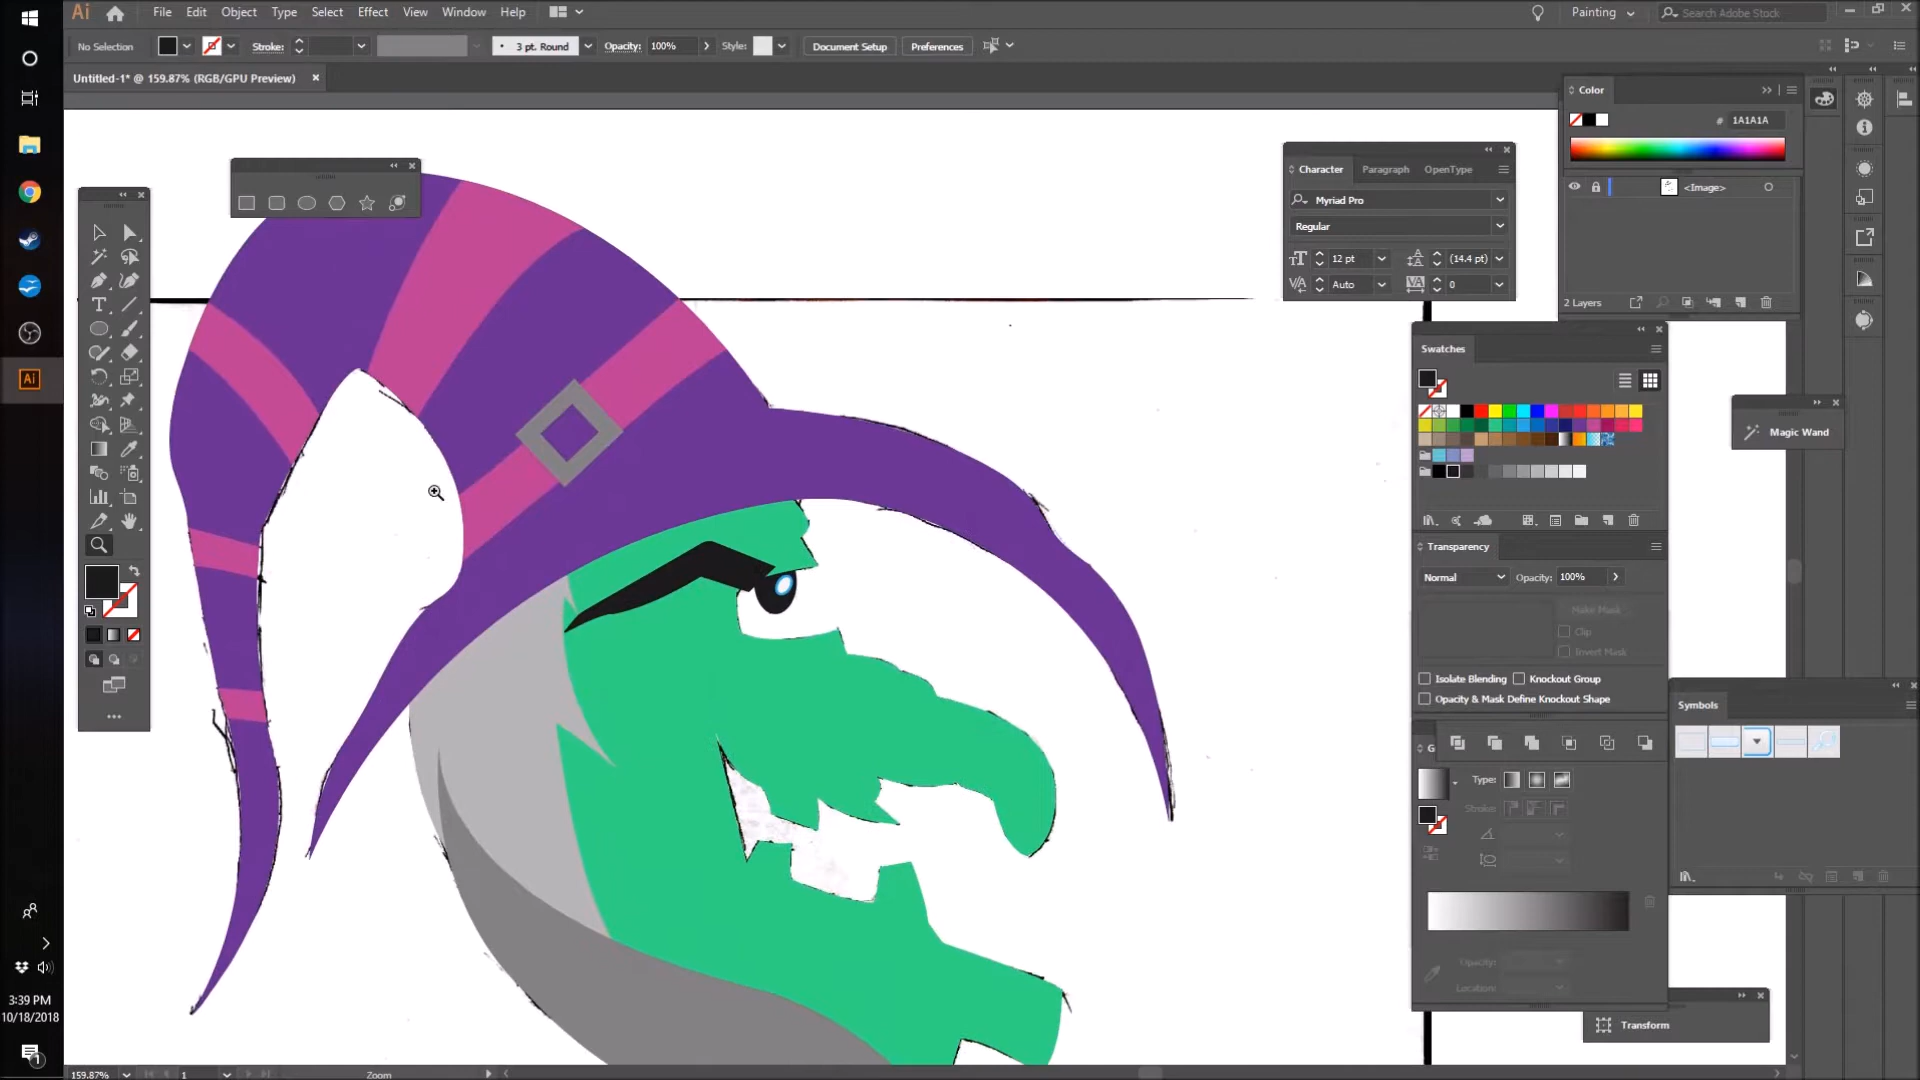 Ai File Edit Object Type Select Effect View Window Help Painting Search Adobe Stock
No Selection Stroke: 3 pt. Round Opacity: 100% Style: Document Setup Preferences
Untitled-1* @ 159.87% (RGB/GPU Preview)
Color
# 1A1A1A
<Image>
2 Layers
Character Paragraph OpenType
Myriad Pro
Regular
12 pt (14.4 pt)
Auto 0
Swatches
Magic Wand
Transparency
Normal Opacity: 100%
Make Mask
Clip
Invert Mask
Isolate Blending Knockout Group
Opacity & Mask Define Knockout Shape
Symbols
G
Type:
Stroke:
Opacity:
Location:
Transform
Ai
3:39 PM
10/18/2018
1
159.87% 1 Zoom